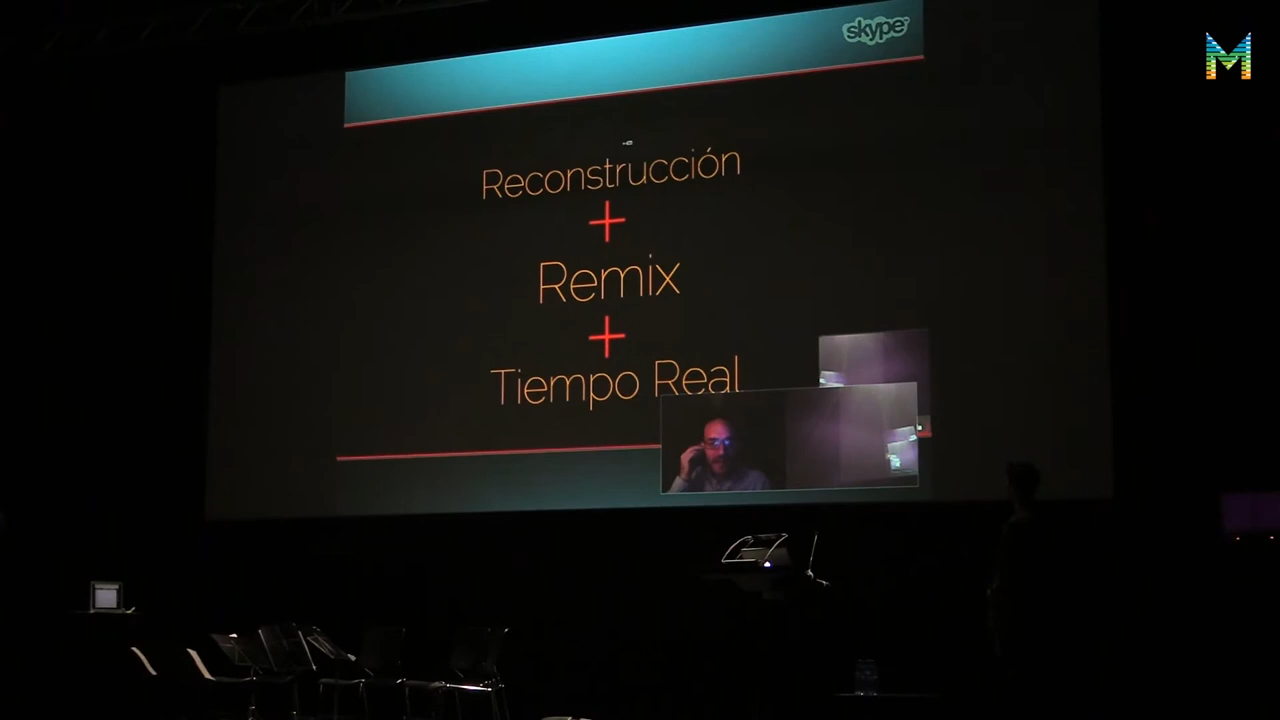 skype
Reconstrucción
+
Remix
+
Tiempo Real
M